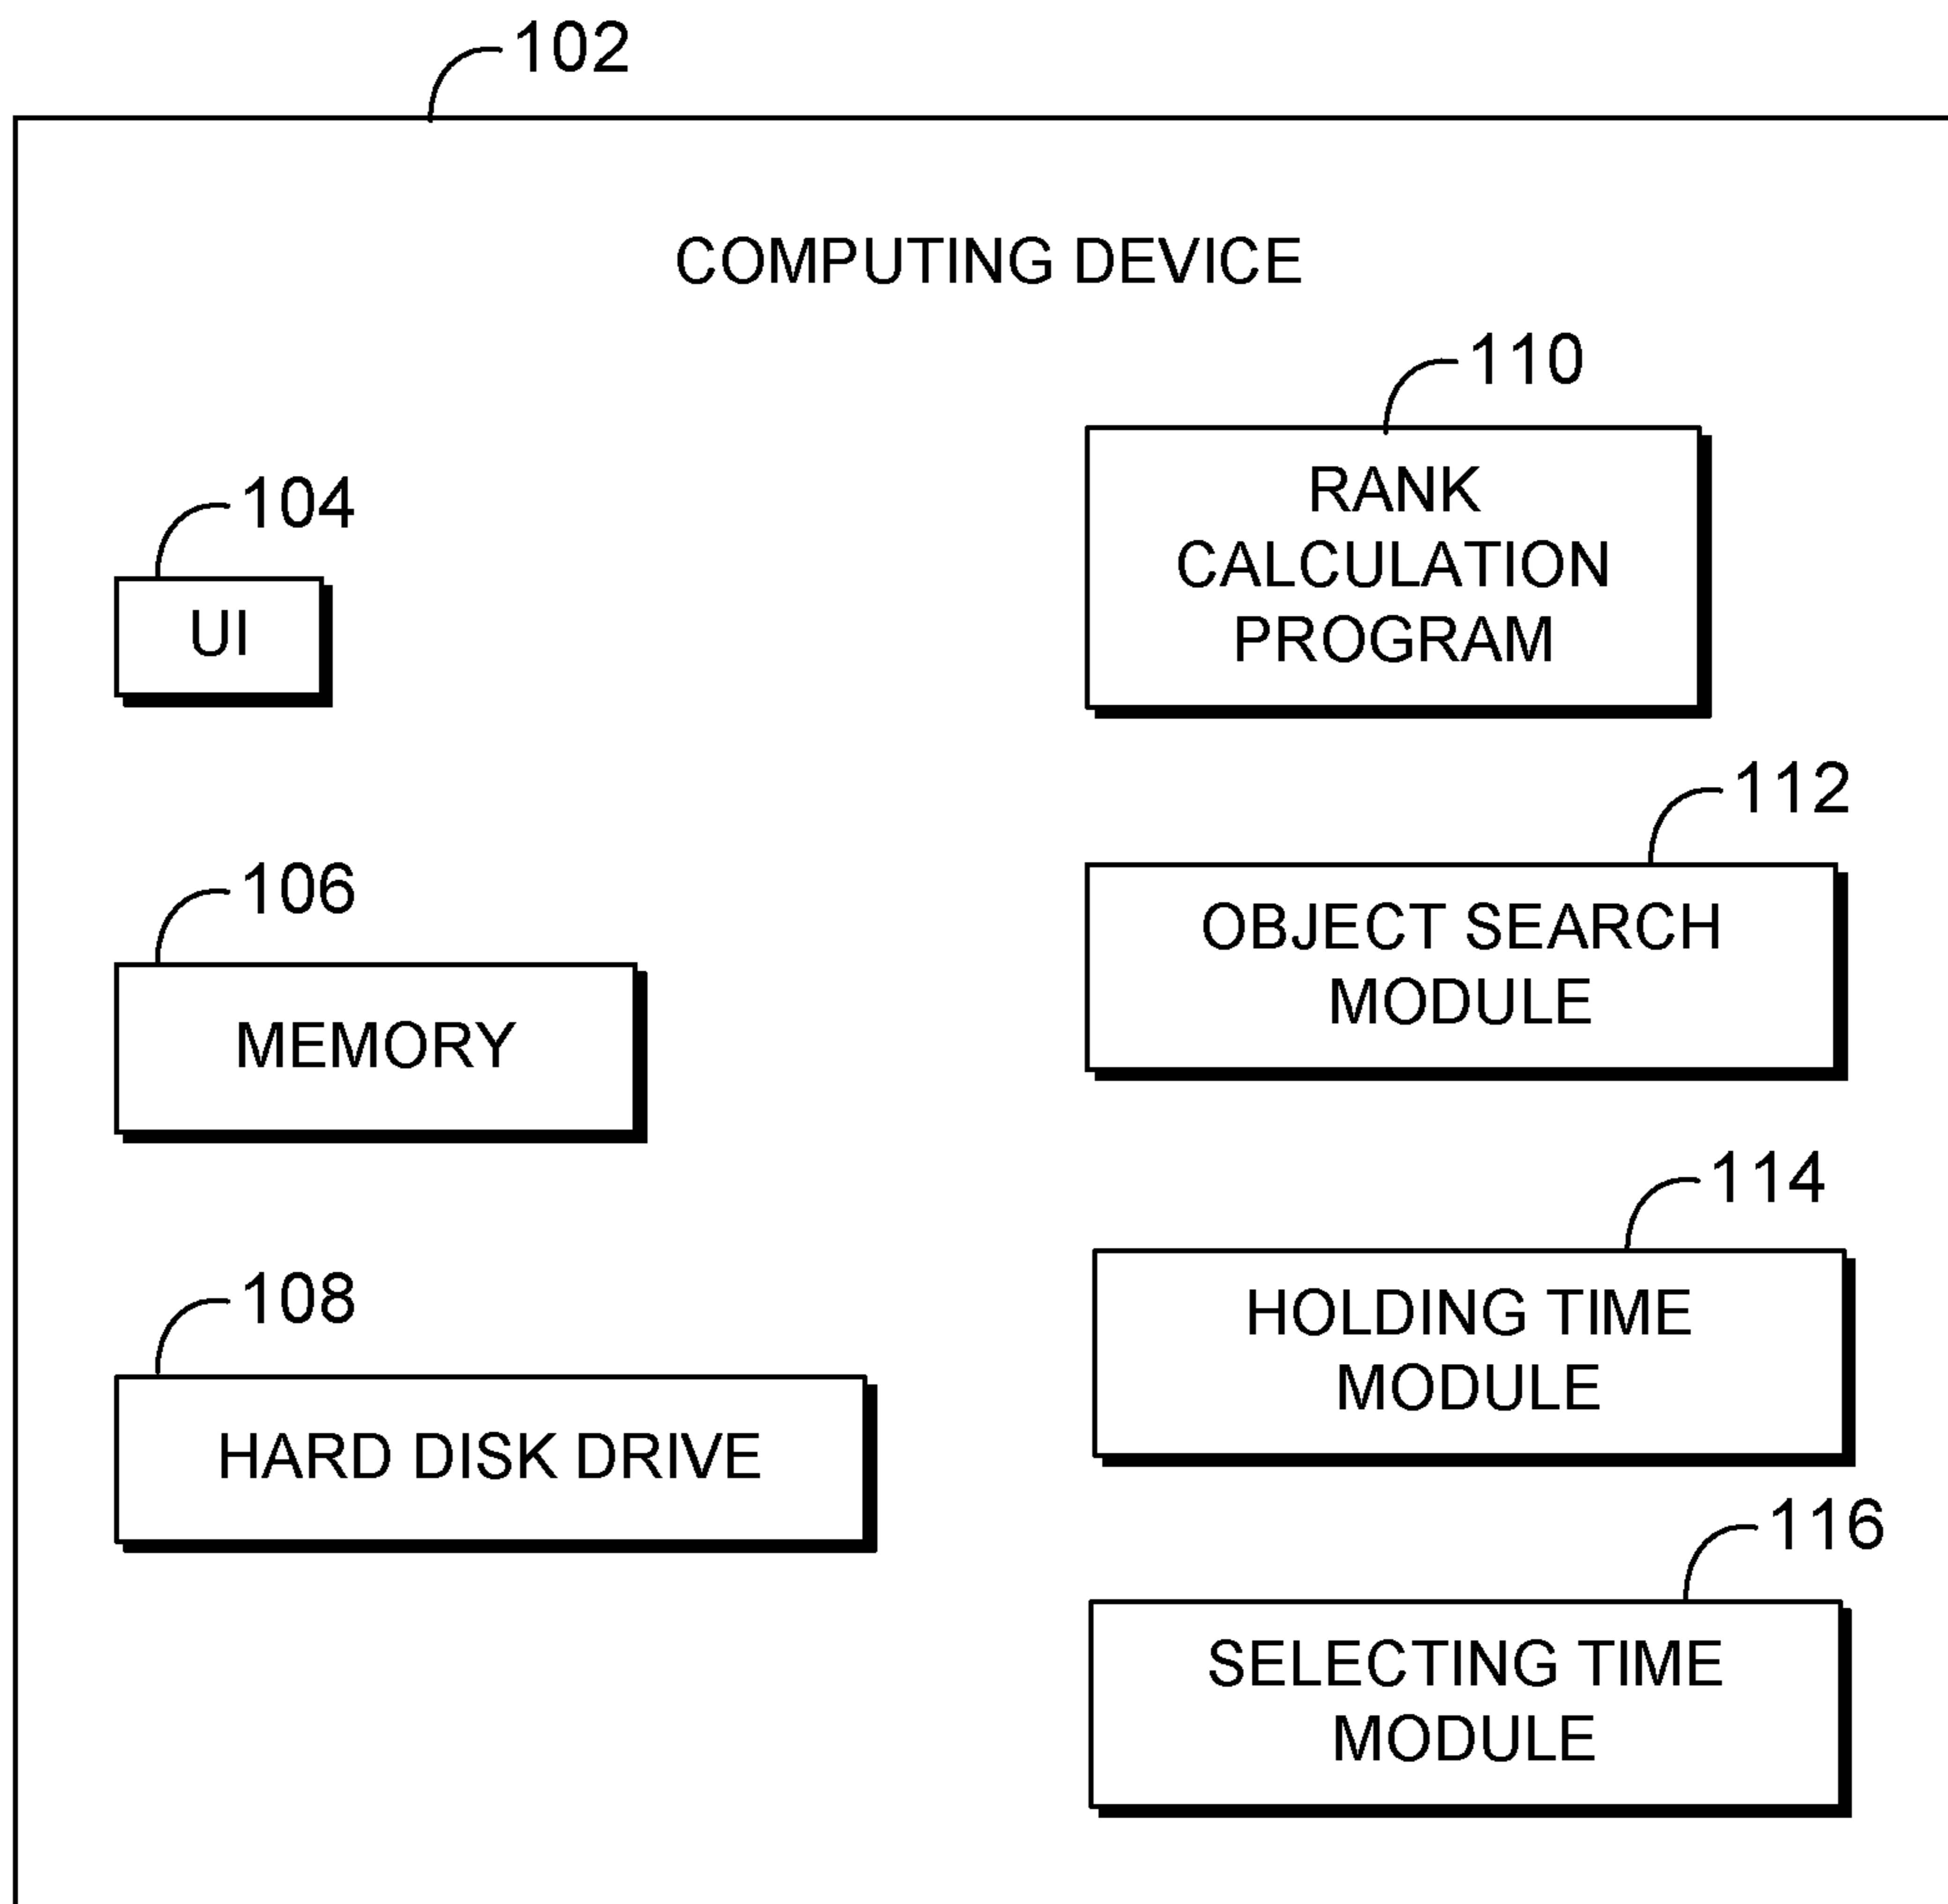 102
COMPUTING DEVICE
104
UI
106
MEMORY
108
HARD DISK DRIVE
110
RANK
CALCULATION
PROGRAM
112
OBJECT SEARCH
MODULE
114
HOLDING TIME
MODULE
116
SELECTING TIME
MODULE